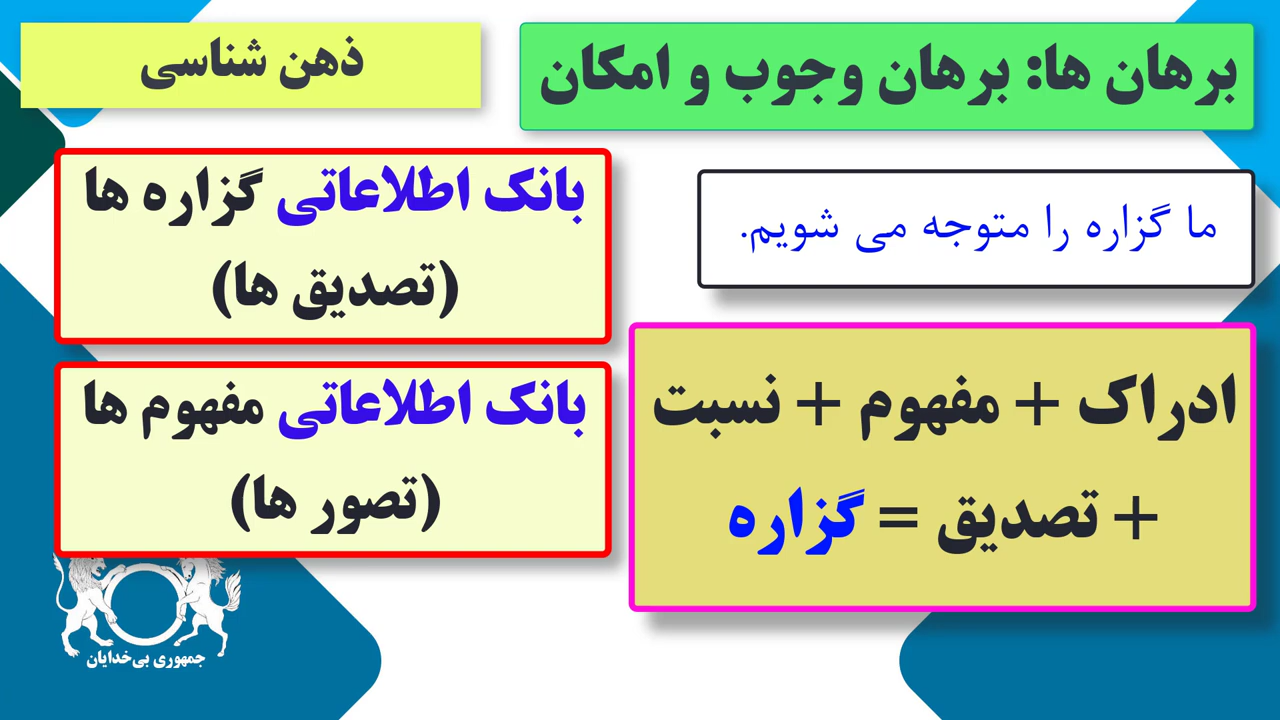 برهان ها: برهان وجوب و امکان
ذهن شناسی
ما گزاره را متوجه می شویم.
بانک اطلاعاتی گزاره ها
(تصدیق ها)
ادراک + مفهوم + نسبت
+ تصدیق = گزاره
بانک اطلاعاتی مفهوم ها
(تصور ها)
جمهوری بی‌خدایان